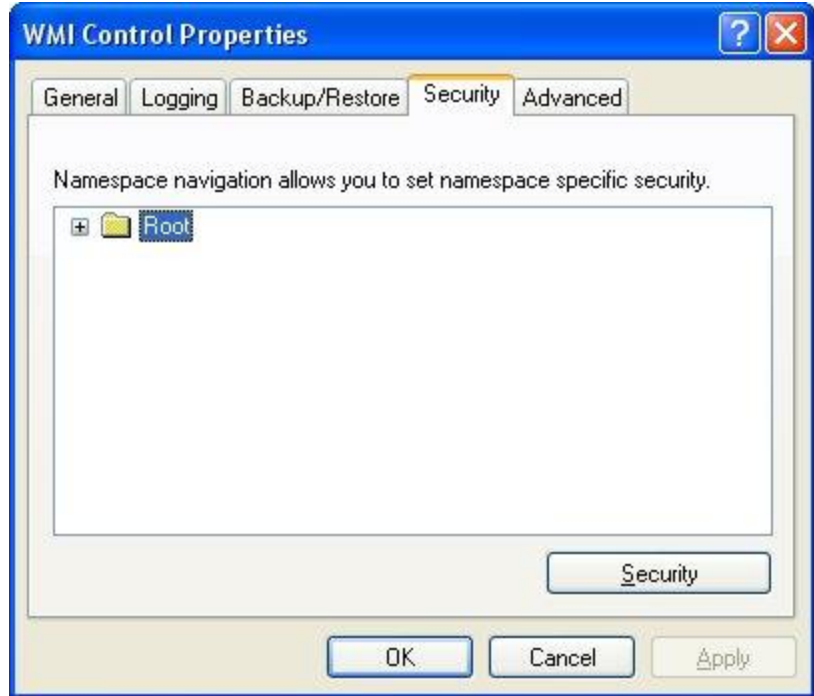 WMI Control Properties
General Logging Backup/Restore Security Advanced
Namespace navigation allows you to set namespace specific security.
Root
Security
OK Cancel Apply